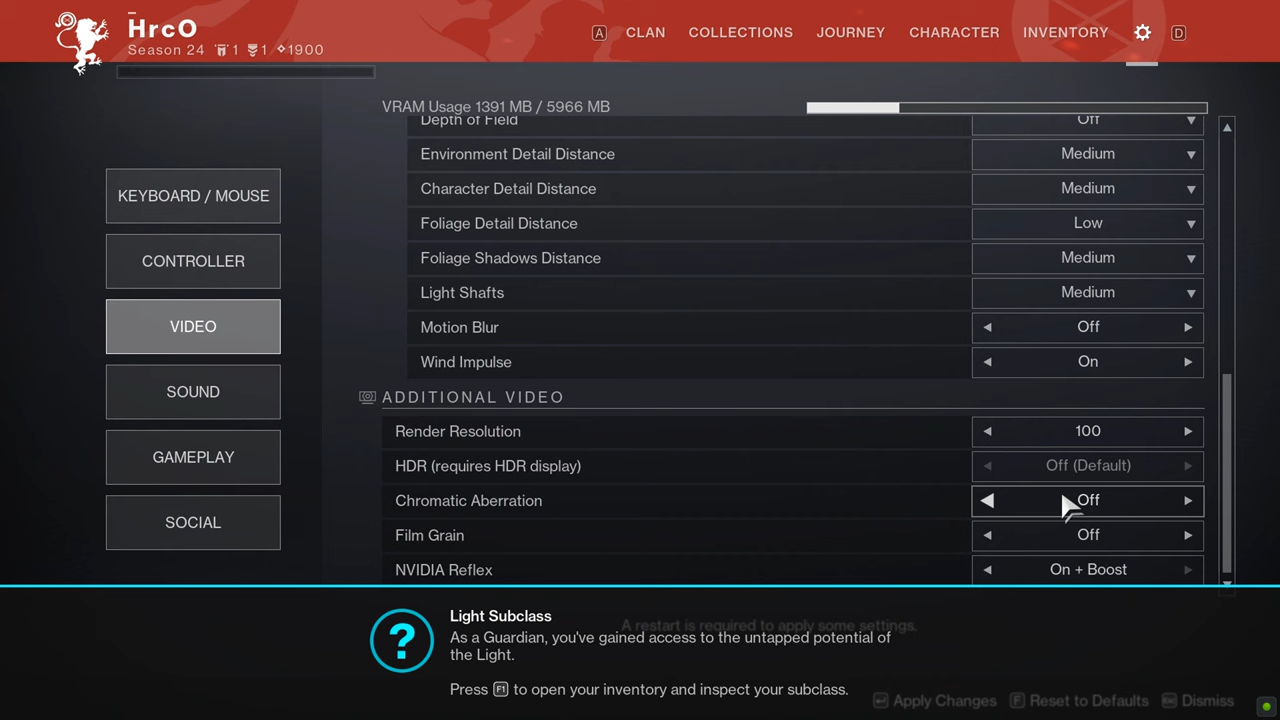 HrcO
Season 24 1 1 1900
A CLAN COLLECTIONS JOURNEY CHARACTER INVENTORY D
VRAM Usage 1391 MB / 5966 MB
Depth of Field Off
Environment Detail Distance Medium
Character Detail Distance Medium
Foliage Detail Distance Low
Foliage Shadows Distance Medium
Light Shafts Medium
Motion Blur Off
Wind Impulse On
KEYBOARD / MOUSE
CONTROLLER
VIDEO
SOUND
GAMEPLAY
SOCIAL
ADDITIONAL VIDEO
Render Resolution 100
HDR (requires HDR display) Off (Default)
Chromatic Aberration Off
Film Grain Off
NVIDIA Reflex On + Boost
Light Subclass
A restart is required to apply some settings.
As a Guardian, you've gained access to the untapped potential of
the Light.
Press F1 to open your inventory and inspect your subclass.
Apply Changes F Reset to Defaults Esc Dismiss